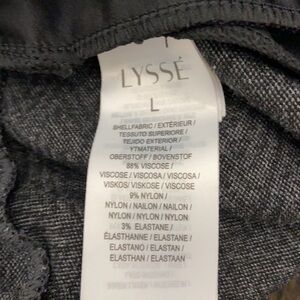 LYSSÉ
L
SHELLFABRIC / EXTÉRIEUR /
TESSUTO SUPERIORE /
TEJIDO EXTERIOR /
YTMATERIAL /
OBERSTOFF / BOVENSTOF
88% VISCOSE /
VISCOSE / VISCOSA / VISCOSA /
VISKOS/ VISKOSE / VISCOSE
9% NYLON /
NYLON / NAILON / NAILON /
NYLON / NYLON / NYLON
3% ELASTANE /
ÉLASTHANNE / ELASTANE /
ELASTANO / ELASTAN /
ELASTHAN / ELASTAAN